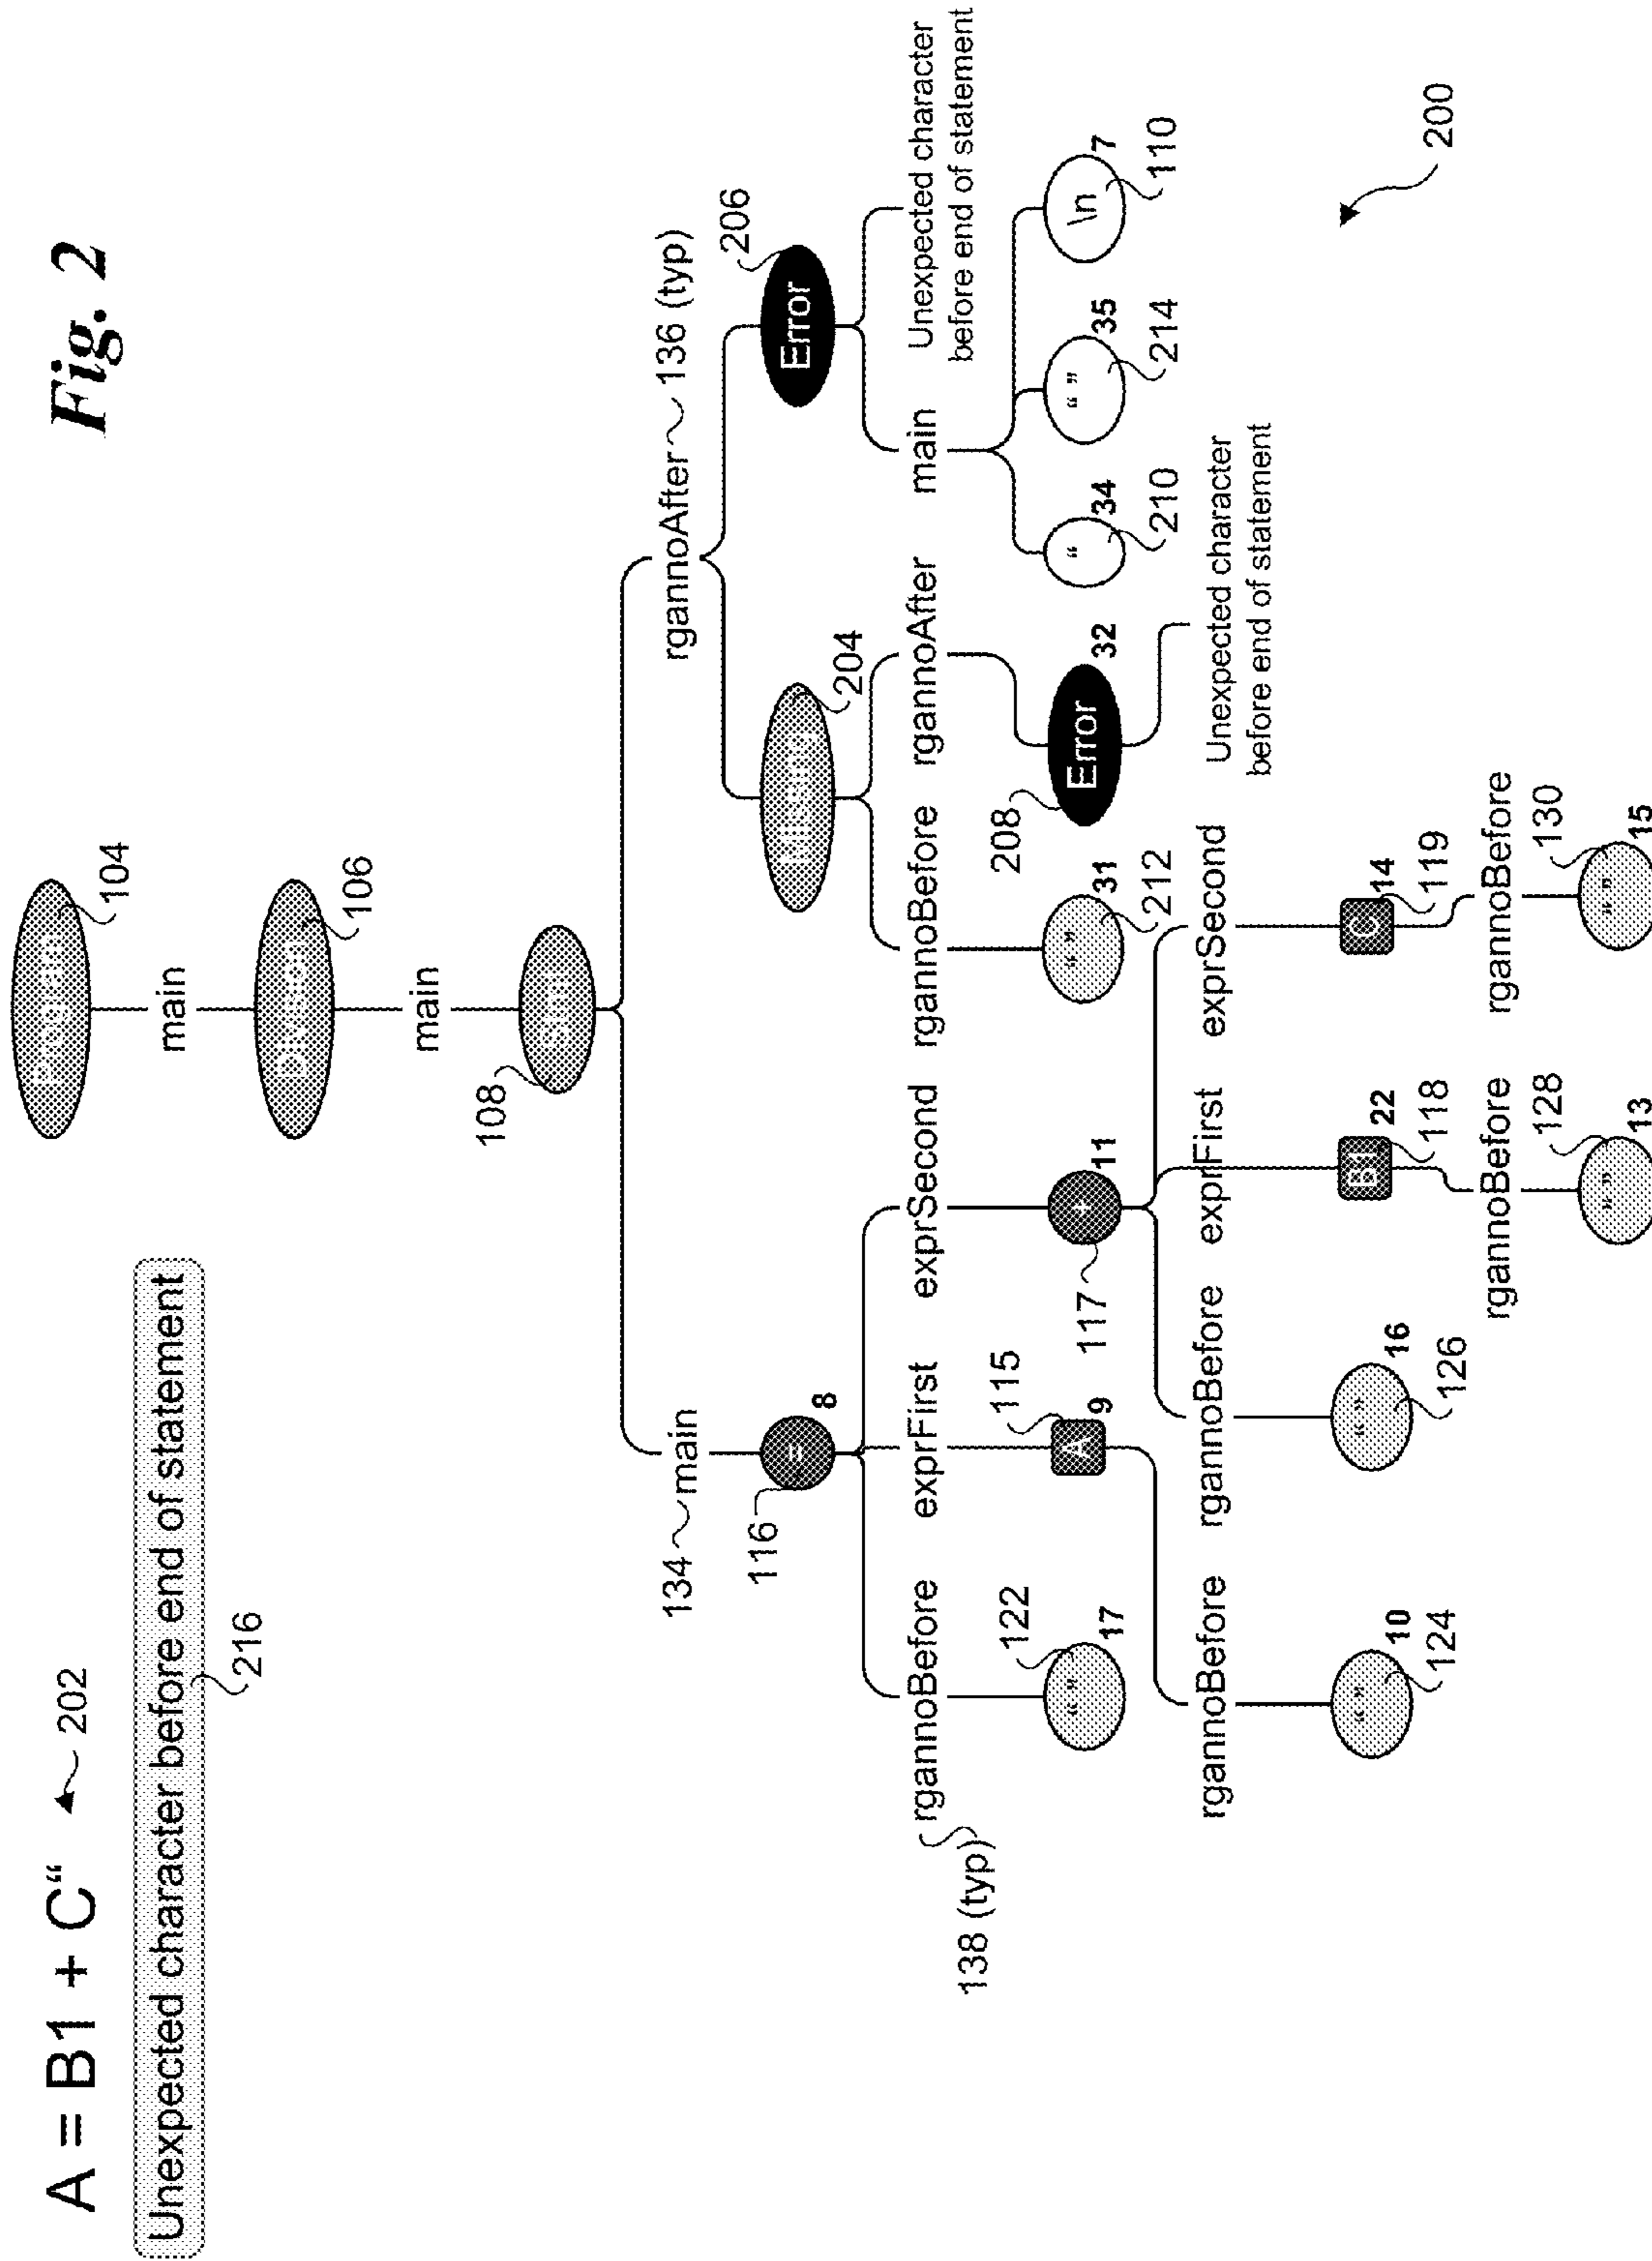 Fig. 2
A = B1 + C“ 202
Unexpected character before end of statement
216
Program
104
main
Division
106
main
108
Stmt
134 main
rgannoAfter 136 (typ)
116
=
8
Missing
204
Error
206
rgannoBefore
exprFirst
exprSecond
rgannoBefore
rgannoAfter
main
Unexpected character
before end of statement
138 (typ)
“ ”
122
17
A
115
9
117
+
11
“ ”
31
212
208
Error
32
“
34
210
“ ”
35
214
\n
7
110
rgannoBefore
rgannoBefore
exprFirst
exprSecond
Unexpected character
before end of statement
“ ”
10
124
“ ”
16
126
B1
22
118
C
14
119
200
rgannoBefore
rgannoBefore
“ ”
128
13
“ ”
130
15